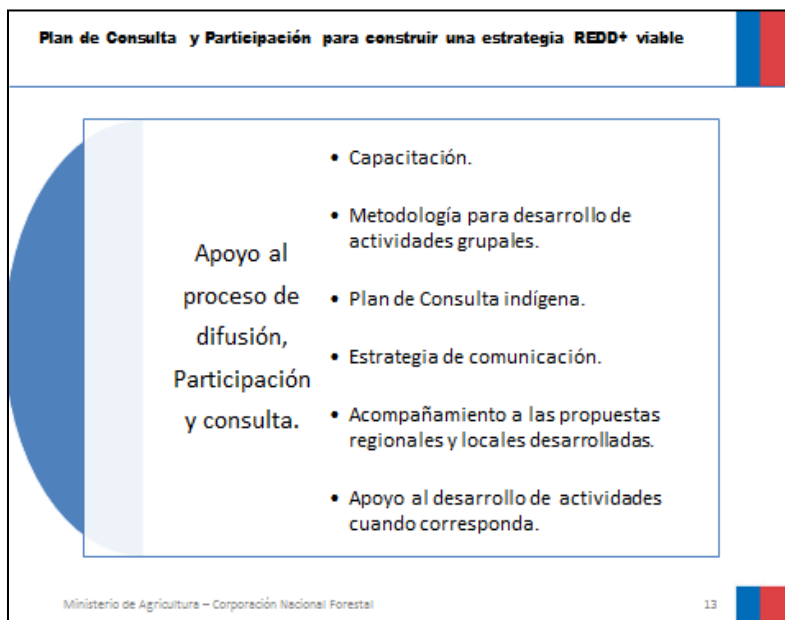 Plan de Consulta y Participación para construir una estrategia REDD+ viable
Apoyo al
proceso de
difusión,
Participación
y consulta.
• Capacitación.
• Metodología para desarrollo de
actividades grupales.
• Plan de Consulta indígena.
• Estrategia de comunicación.
• Acompañamiento a las propuestas
regionales y locales desarrolladas.
• Apoyo al desarrollo de actividades
cuando corresponda.
Ministerio de Agricultura – Corporación Nacional Forestal
13